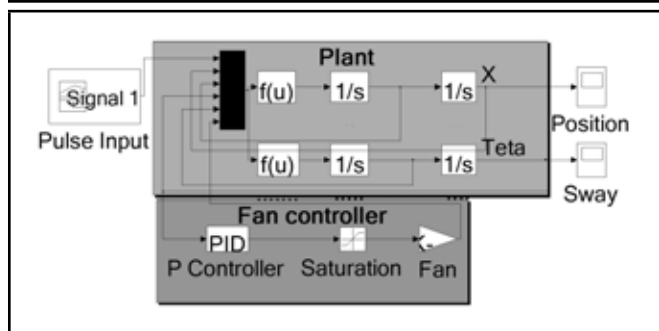 Plant
Signal 1
Pulse Input
f(u)
1/s
1/s
X
Position
f(u)
1/s
1/s
Teta
Sway
Fan controller
PID
P Controller
Saturation
Fan